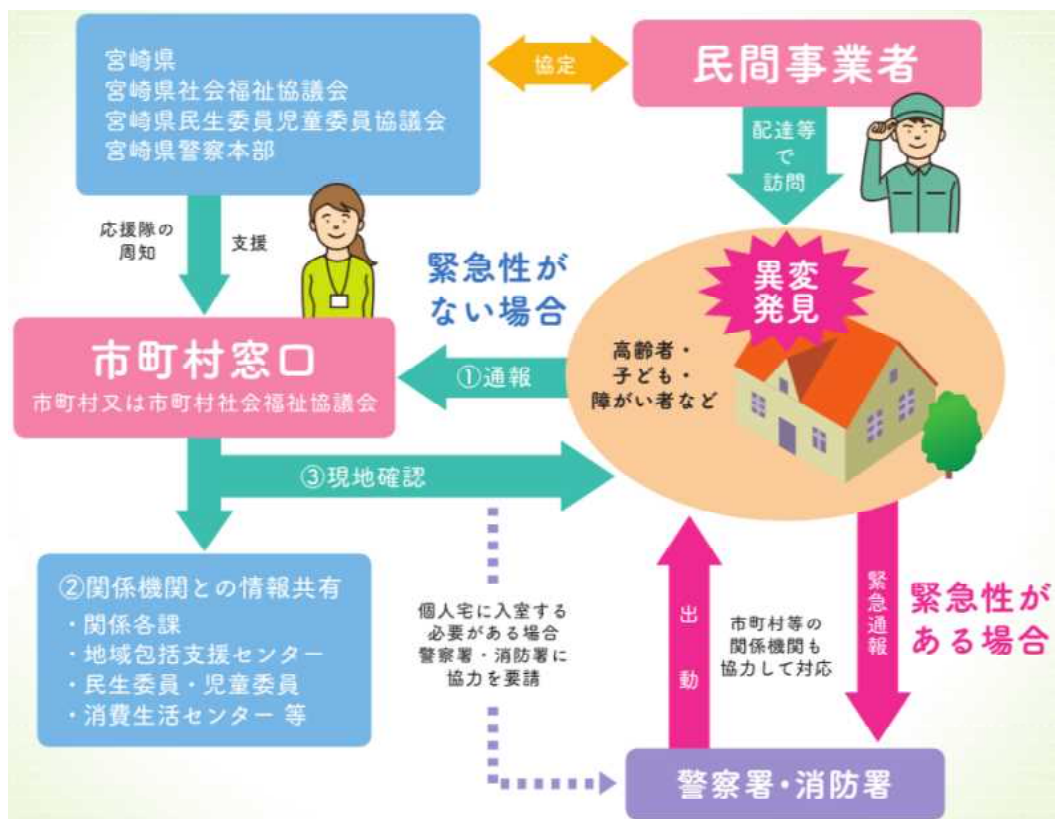 宮崎県
宮崎県社会福祉協議会
宮崎県民生委員児童委員協議会
宮崎県警察本部
協定
民間事業者
配達等
で
訪問
応援隊の
周知
支援
緊急性が
ない場合
異変
発見
高齢者・
子ども・
障がい者など
市町村窓口
市町村又は市町村社会福祉協議会
①通報
③現地確認
②関係機関との情報共有
・関係各課
・地域包括支援センター
・民生委員・児童委員
・消費生活センター 等
個人宅に入室する
必要がある場合
警察署・消防署に
協力を要請
出動
市町村等の
関係機関も
協力して対応
緊急通報
緊急性が
ある場合
警察署・消防署